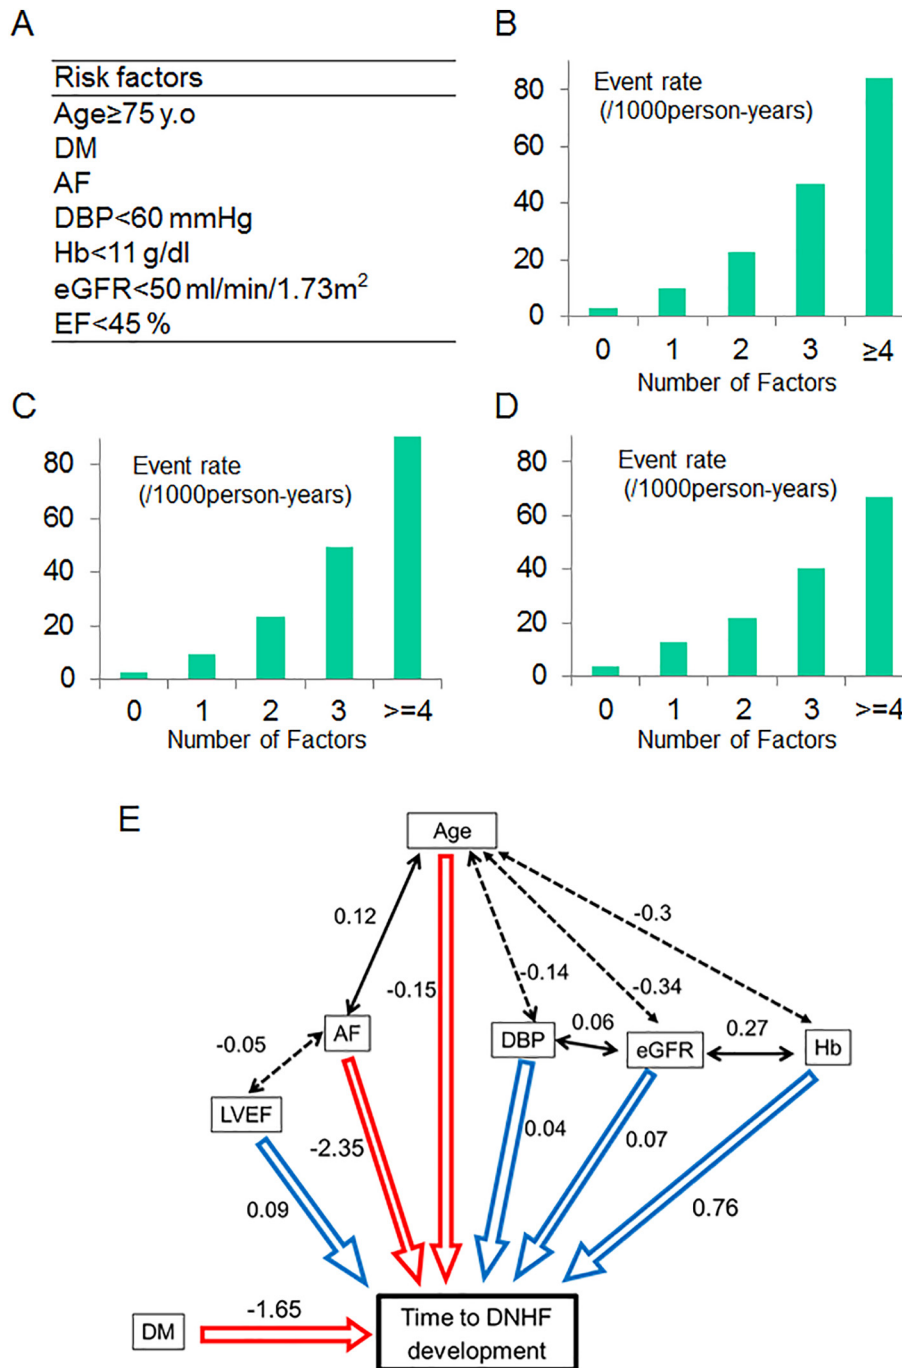 A
Risk factors
Age≥75 y.o
DM
AF
DBP<60 mmHg
Hb<11 g/dl
eGFR<50 ml/min/1.73m²
EF<45 %
B
Event rate
(/1000person-years)
80
60
40
20
0
0 1 2 3 ≥4
Number of Factors
C
Event rate
(/1000person-years)
80
60
40
20
0
0 1 2 3 >=4
Number of Factors
D
Event rate
(/1000person-years)
80
60
40
20
0
0 1 2 3 >=4
Number of Factors
E
Age
0.12
-0.3
-0.14
-0.34
-0.15
-0.05
AF
DBP
0.06
eGFR
0.27
Hb
LVEF
-2.35
0.04
0.07
0.09
0.76
DM
-1.65
Time to DNHF
development